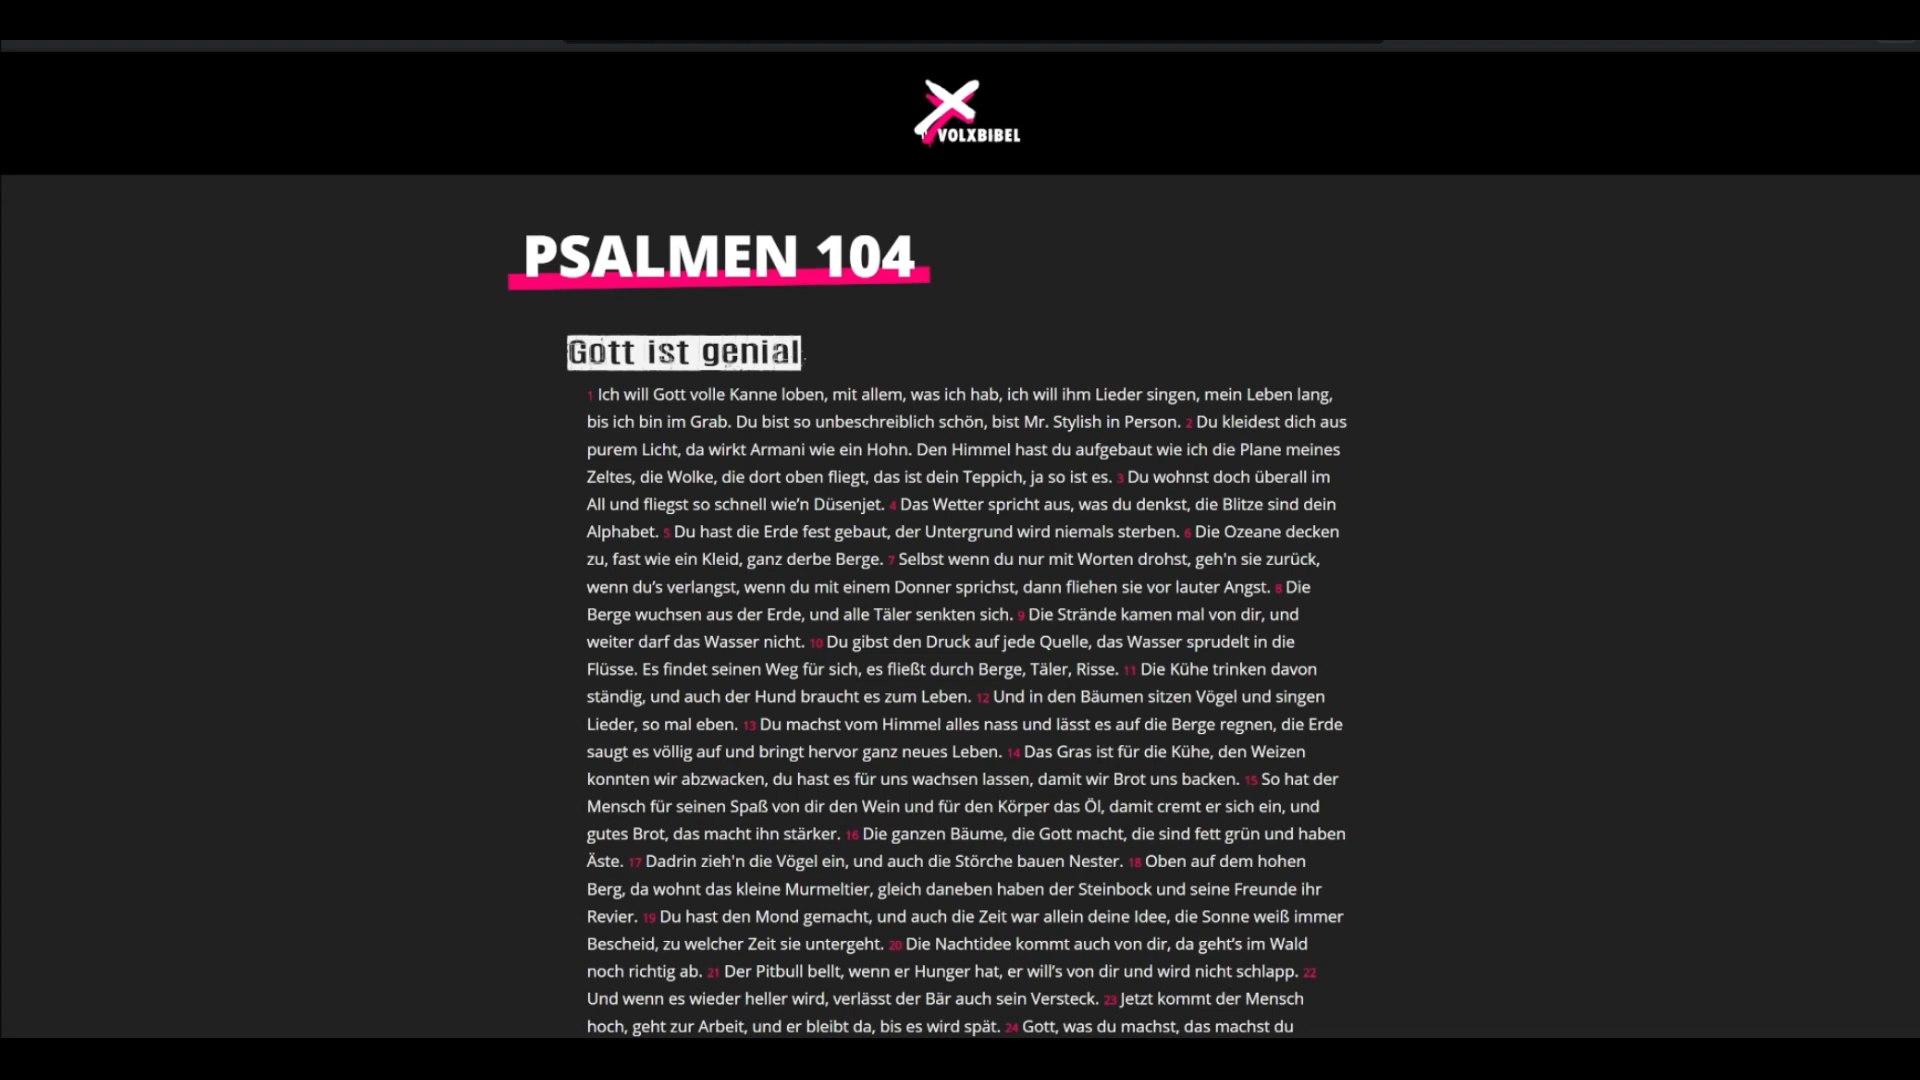 VOLXBIBEL
PSALMEN 104
Gott ist genial
1 Ich will Gott volle Kanne loben, mit allem, was ich hab, ich will ihm Lieder singen, mein Leben lang,
bis ich bin im Grab. Du bist so unbeschreiblich schön, bist Mr. Stylish in Person. 2 Du kleidest dich aus
purem Licht, da wirkt Armani wie ein Hohn. Den Himmel hast du aufgebaut wie ich die Plane meines
Zeltes, die Wolke, die dort oben fliegt, das ist dein Teppich, ja so ist es. 3 Du wohnst doch überall im
All und fliegst so schnell wie’n Düsenjet. 4 Das Wetter spricht aus, was du denkst, die Blitze sind dein
Alphabet. 5 Du hast die Erde fest gebaut, der Untergrund wird niemals sterben. 6 Die Ozeane decken
zu, fast wie ein Kleid, ganz derbe Berge. 7 Selbst wenn du nur mit Worten drohst, geh'n sie zurück,
wenn du’s verlangst, wenn du mit einem Donner sprichst, dann fliehen sie vor lauter Angst. 8 Die
Berge wuchsen aus der Erde, und alle Täler senkten sich. 9 Die Strände kamen mal von dir, und
weiter darf das Wasser nicht. 10 Du gibst den Druck auf jede Quelle, das Wasser sprudelt in die
Flüsse. Es findet seinen Weg für sich, es fließt durch Berge, Täler, Risse. 11 Die Kühe trinken davon
ständig, und auch der Hund braucht es zum Leben. 12 Und in den Bäumen sitzen Vögel und singen
Lieder, so mal eben. 13 Du machst vom Himmel alles nass und lässt es auf die Berge regnen, die Erde
saugt es völlig auf und bringt hervor ganz neues Leben. 14 Das Gras ist für die Kühe, den Weizen
konnten wir abzwacken, du hast es für uns wachsen lassen, damit wir Brot uns backen. 15 So hat der
Mensch für seinen Spaß von dir den Wein und für den Körper das Öl, damit cremt er sich ein, und
gutes Brot, das macht ihn stärker. 16 Die ganzen Bäume, die Gott macht, die sind fett grün und haben
Äste. 17 Dadrin zieh'n die Vögel ein, und auch die Störche bauen Nester. 18 Oben auf dem hohen
Berg, da wohnt das kleine Murmeltier, gleich daneben haben der Steinbock und seine Freunde ihr
Revier. 19 Du hast den Mond gemacht, und auch die Zeit war allein deine Idee, die Sonne weiß immer
Bescheid, zu welcher Zeit sie untergeht. 20 Die Nachtidee kommt auch von dir, da geht’s im Wald
noch richtig ab. 21 Der Pitbull bellt, wenn er Hunger hat, er will’s von dir und wird nicht schlapp. 22
Und wenn es wieder heller wird, verlässt der Bär auch sein Versteck. 23 Jetzt kommt der Mensch
hoch, geht zur Arbeit, und er bleibt da, bis es wird spät. 24 Gott, was du machst, das machst du